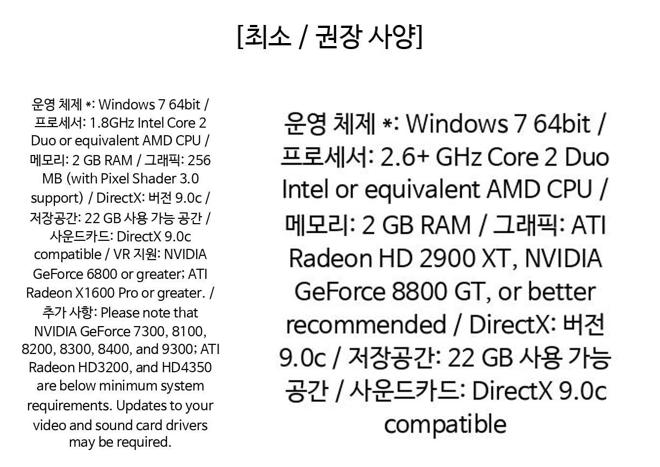 [최소 / 권장 사양]
운영 체제 *: Windows 7 64bit /
프로세서: 1.8GHz Intel Core 2
Duo or equivalent AMD CPU /
메모리: 2 GB RAM / 그래픽: 256
MB (with Pixel Shader 3.0
support) / DirectX: 버전 9.0c /
저장공간: 22 GB 사용 가능 공간 /
사운드카드: DirectX 9.0c
compatible / VR 지원: NVIDIA
GeForce 6800 or greater; ATI
Radeon X1600 Pro or greater. /
추가 사항: Please note that
NVIDIA GeForce 7300, 8100,
8200, 8300, 8400, and 9300; ATI
Radeon HD3200, and HD4350
are below minimum system
requirements. Updates to your
video and sound card drivers
may be required.
운영 체제 *: Windows 7 64bit /
프로세서: 2.6+ GHz Core 2 Duo
Intel or equivalent AMD CPU /
메모리: 2 GB RAM / 그래픽: ATI
Radeon HD 2900 XT, NVIDIA
GeForce 8800 GT, or better
recommended / DirectX: 버전
9.0c / 저장공간: 22 GB 사용 가능
공간 / 사운드카드: DirectX 9.0c
compatible